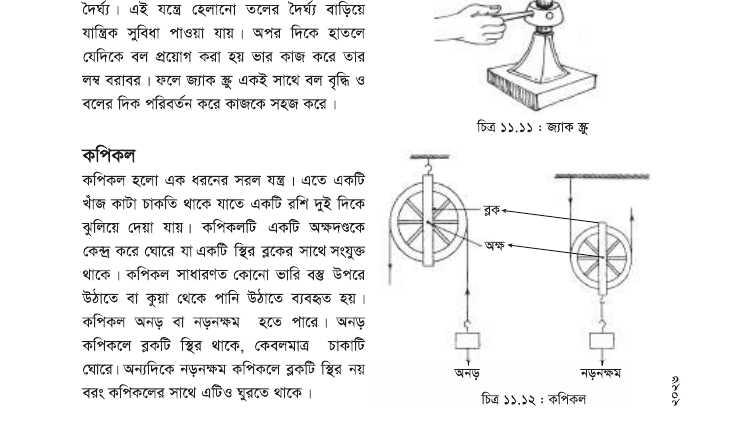 দৈর্ঘ্য। এই যন্ত্রে হেলানো তলের দৈর্ঘ্য বাড়িয়ে
যান্ত্রিক সুবিধা পাওয়া যায়। অপর দিকে হাতলে
যেদিকে বল প্রয়োগ করা হয় ভার কাজ করে তার
লম্ব বরাবর। ফলে জ্যাক স্ক্রু একই সাথে বল বৃদ্ধি ও
বলের দিক পরিবর্তন করে কাজকে সহজ করে।
চিত্র ১১.১১ : জ্যাক স্ক্রু
কপিকল
কপিকল হলো এক ধরনের সরল যন্ত্র। এতে একটি
খাঁজ কাটা চাকতি থাকে যাতে একটি রশি দুই দিকে
ঝুলিয়ে দেয়া যায়। কপিকলটি একটি অক্ষদণ্ডকে
কেন্দ্র করে ঘোরে যা একটি স্থির ব্লকের সাথে সংযুক্ত
থাকে। কপিকল সাধারণত কোনো ভারি বস্তু উপরে
উঠাতে বা কুয়া থেকে পানি উঠাতে ব্যবহৃত হয়।
কপিকল অনড় বা নড়নক্ষম হতে পারে। অনড়
কপিকলে ব্লকটি স্থির থাকে, কেবলমাত্র চাকাটি
ঘোরে। অন্যদিকে নড়নক্ষম কপিকলে ব্লকটি স্থির নয়
বরং কপিকলের সাথে এটিও ঘুরতে থাকে।
ব্লক
অক্ষ
অনড়
নড়নক্ষম
চিত্র ১১.১২ : কপিকল